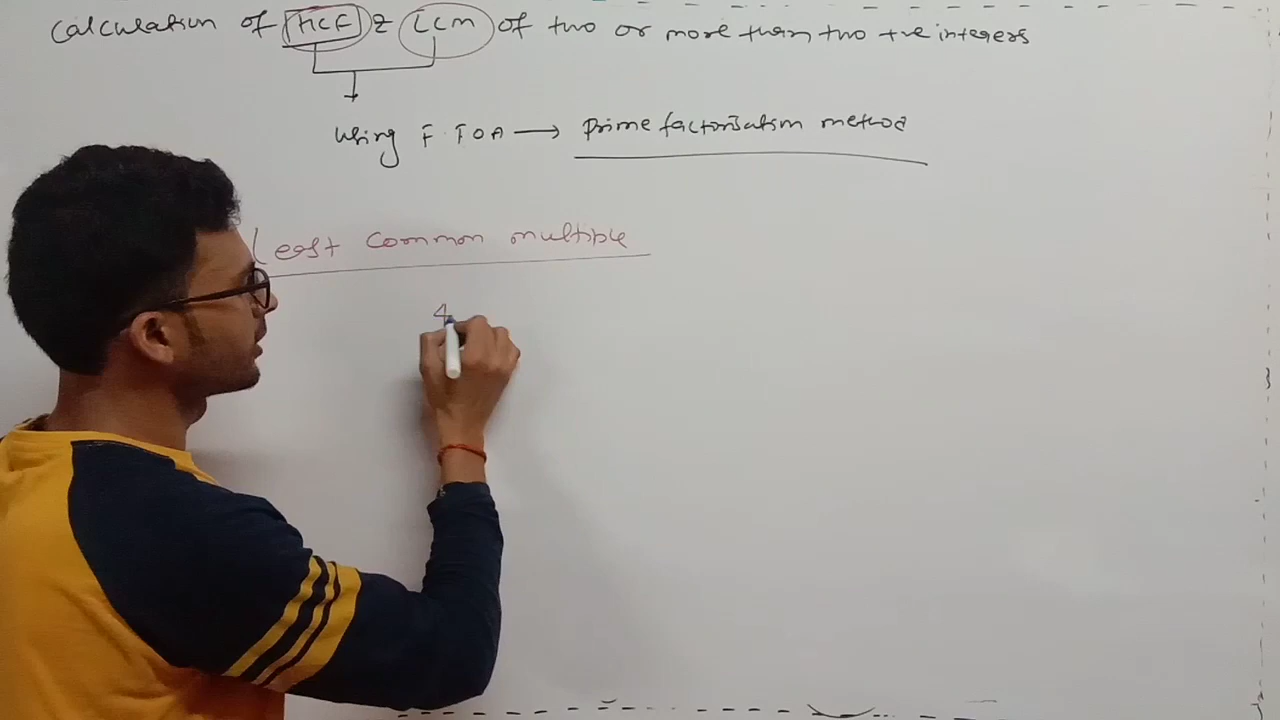 Calculation of HCF & LCM of two or more than two +ve integers
Using F.TOA → Prime factorisation method
Least common multiple
4